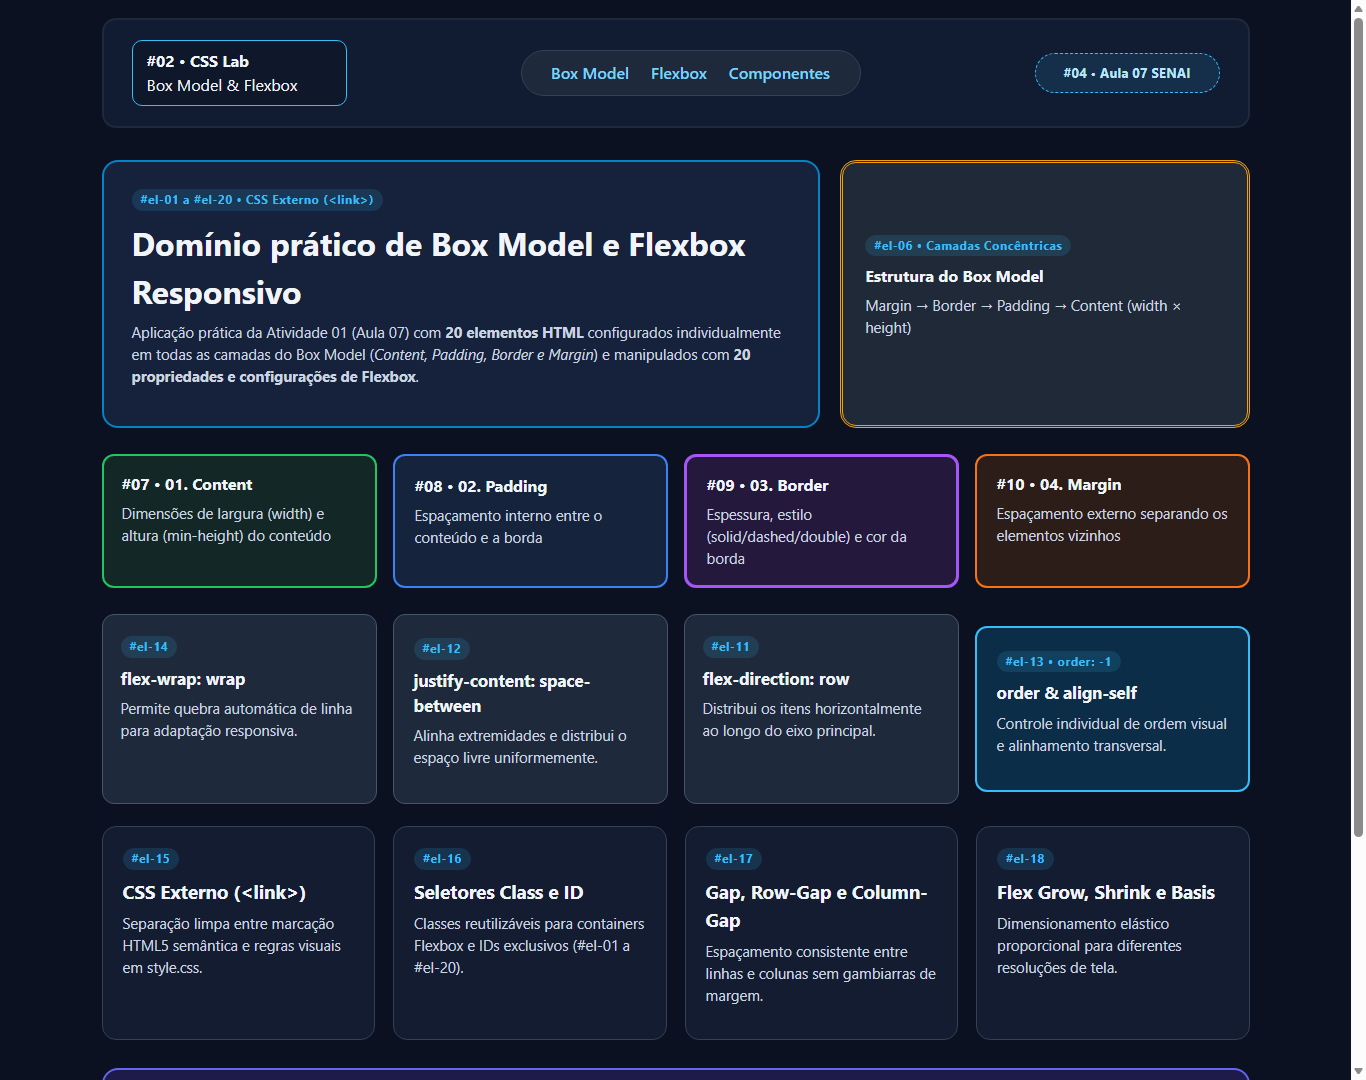 #02 • CSS Lab
Box Model & Flexbox
Box Model Flexbox Componentes
#04 • Aula 07 SENAI
#el-01 a #el-20 • CSS Externo (<link>)
Domínio prático de Box Model e Flexbox
Responsivo
Aplicação prática da Atividade 01 (Aula 07) com 20 elementos HTML configurados individualmente
em todas as camadas do Box Model (Content, Padding, Border e Margin) e manipulados com 20
propriedades e configurações de Flexbox.
#el-06 • Camadas Concêntricas
Estrutura do Box Model
Margin → Border → Padding → Content (width ×
height)
#07 • 01. Content
Dimensões de largura (width) e
altura (min-height) do conteúdo
#08 • 02. Padding
Espaçamento interno entre o
conteúdo e a borda
#09 • 03. Border
Espessura, estilo
(solid/dashed/double) e cor da
borda
#10 • 04. Margin
Espaçamento externo separando os
elementos vizinhos
#el-14
flex-wrap: wrap
Permite quebra automática de linha
para adaptação responsiva.
#el-12
justify-content: space-
between
Alinha extremidades e distribui o
espaço livre uniformemente.
#el-11
flex-direction: row
Distribui os itens horizontalmente
ao longo do eixo principal.
#el-13 • order: -1
order & align-self
Controle individual de ordem visual
e alinhamento transversal.
#el-15
CSS Externo (<link>)
Separação limpa entre marcação
HTML5 semântica e regras visuais
em style.css.
#el-16
Seletores Class e ID
Classes reutilizáveis para containers
Flexbox e IDs exclusivos (#el-01 a
#el-20).
#el-17
Gap, Row-Gap e Column-
Gap
Espaçamento consistente entre
linhas e colunas sem gambiarras de
margem.
#el-18
Flex Grow, Shrink e Basis
Dimensionamento elástico
proporcional para diferentes
resoluções de tela.